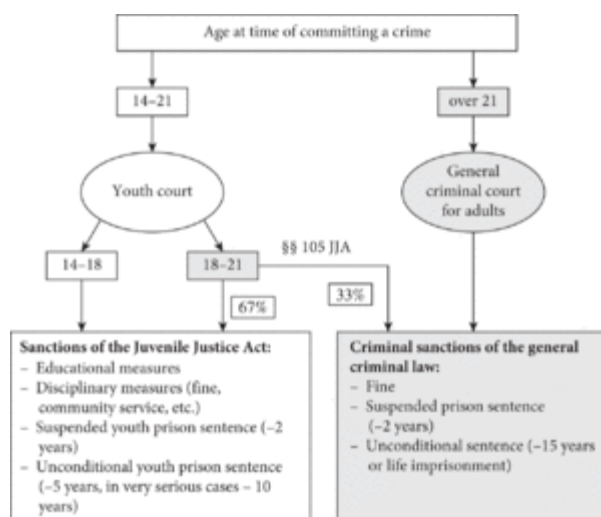 Age at time of committing a crime
14–21
over 21
Youth court
General
criminal court
for adults
§§ 105 JJA
14–18
18–21
67%
33%
Sanctions of the Juvenile Justice Act:
– Educational measures
– Disciplinary measures (fine,
community service, etc.)
– Suspended youth prison sentence (–2
years)
– Unconditional youth prison sentence
(–5 years, in very serious cases – 10
years)
Criminal sanctions of the general
criminal law:
– Fine
– Suspended prison sentence
(–2 years)
– Unconditional sentence (–15 years
or life imprisonment)